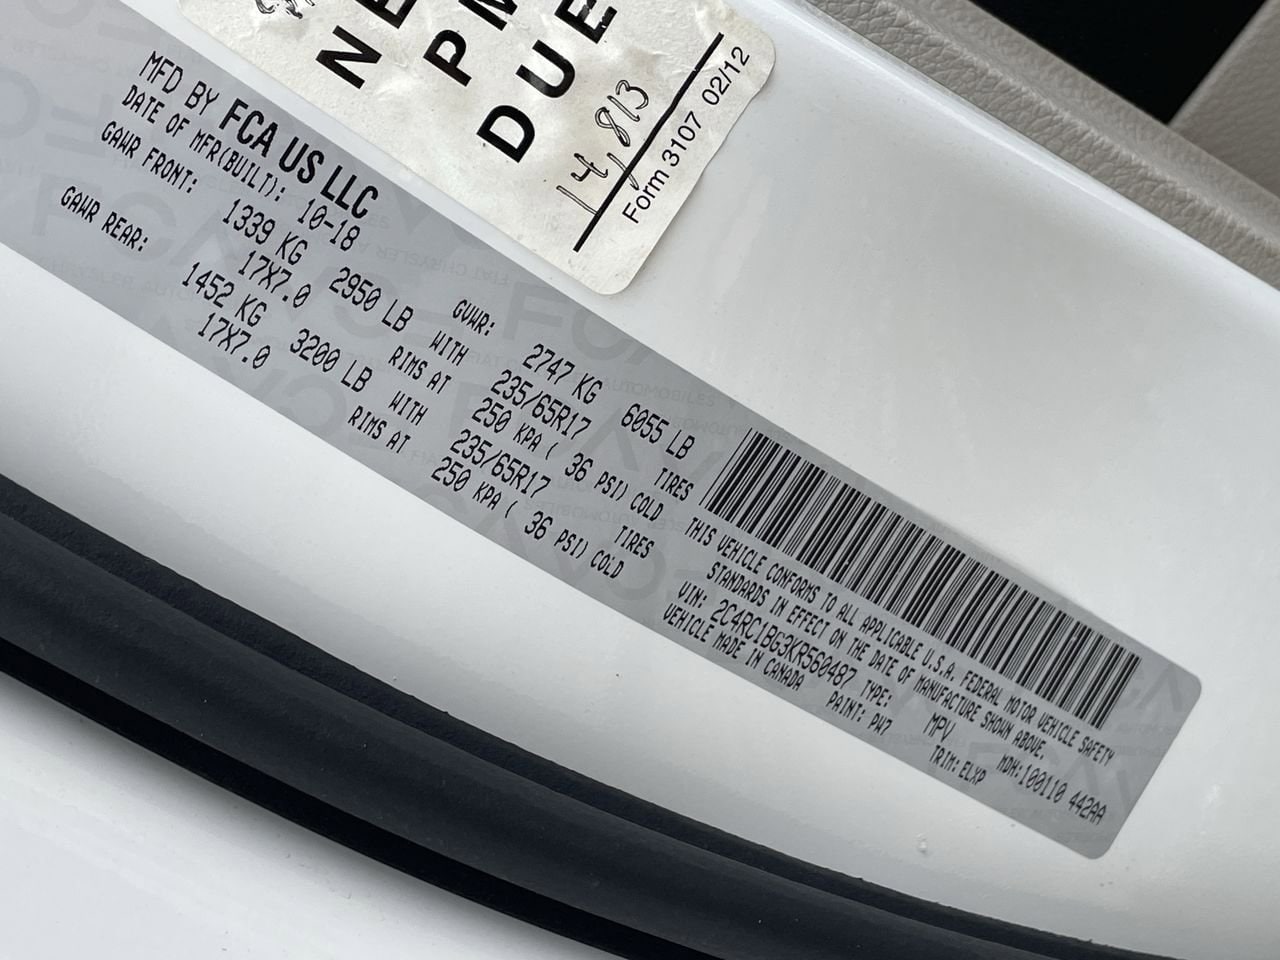 NE
PM
DUE
14,813
Form 3107 02/12
MFD BY FCA US LLC
DATE OF MFR(BUILT): 10-18 GVWR: 2747 KG 6055 LB
GAWR FRONT: 1339 KG 2950 LB WITH 235/65R17 TIRES
17X7.0 RIMS AT 250 KPA ( 36 PSI) COLD
GAWR REAR: 1452 KG 3200 LB WITH 235/65R17 TIRES
17X7.0 RIMS AT 250 KPA ( 36 PSI) COLD
THIS VEHICLE CONFORMS TO ALL APPLICABLE U.S.A. FEDERAL MOTOR VEHICLE SAFETY
STANDARDS IN EFFECT ON THE DATE OF MANUFACTURE SHOWN ABOVE.
VIN: 2C4RC1BG3KR560487 TYPE: MPV MDH:100110 442AA
VEHICLE MADE IN CANADA PAINT: PW7 TRIM: ELXP